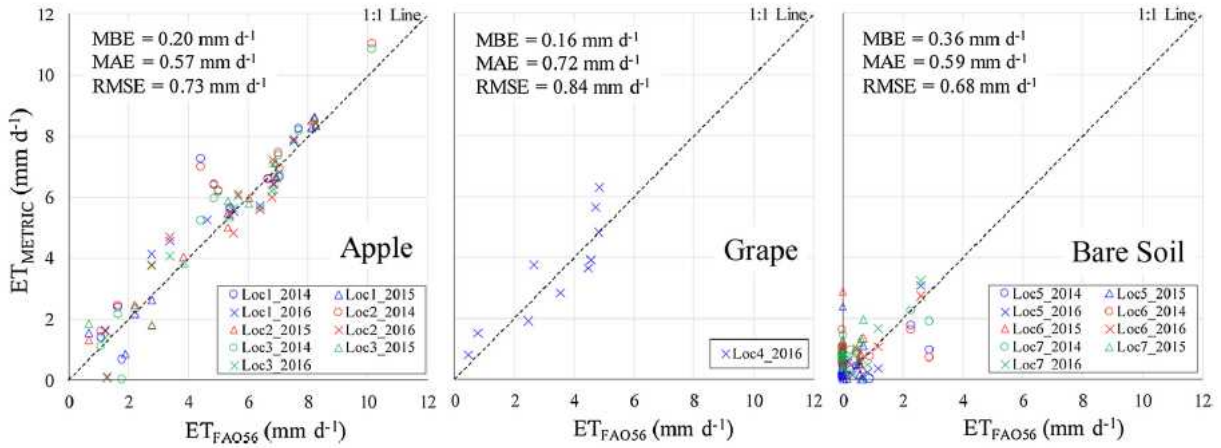 1:1 Line
MBE = 0.20 mm d-1
MAE = 0.57 mm d-1
RMSE = 0.73 mm d-1
Apple
Loc1_2014 Loc1_2015
Loc1_2016 Loc2_2014
Loc2_2015 Loc2_2016
Loc3_2014 Loc3_2015
Loc3_2016
ETMETRIC (mm d-1)
12
10
8
6
4
2
0
0 2 4 6 8 10 12
ETFAO56 (mm d-1)
1:1 Line
MBE = 0.16 mm d-1
MAE = 0.72 mm d-1
RMSE = 0.84 mm d-1
Grape
Loc4_2016
0 2 4 6 8 10 12
ETFAO56 (mm d-1)
1:1 Line
MBE = 0.36 mm d-1
MAE = 0.59 mm d-1
RMSE = 0.68 mm d-1
Bare Soil
Loc5_2014 Loc5_2015
Loc5_2016 Loc6_2014
Loc6_2015 Loc6_2016
Loc7_2014 Loc7_2015
Loc7_2016
0 2 4 6 8 10 12
ETFAO56 (mm d-1)